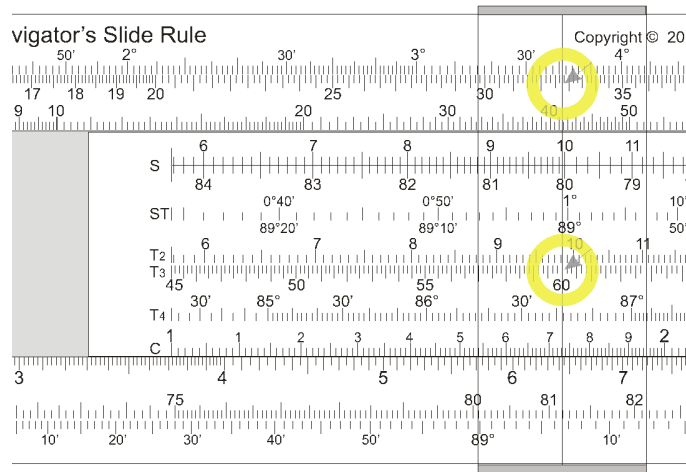 vigator's Slide Rule Copyright © 20
50' 2° 30' 3° 30' 4°
17 18 19 20 25 30 35
9 10 20 30 40 50
S 6 7 8 9 10 11
84 83 82 81 80 79
ST 0°40' 0°50' 1° 10'
89°20' 89°10' 89° 50'
T2 6 7 8 9 10 11
T3 45 50 55 60
T4 30' 85° 30' 86° 30' 87°
C 1 1 2 3 4 5 6 7 8 9 2
3 4 5 6 7
75 80 81 82
10' 20' 30' 40' 50' 89° 10'